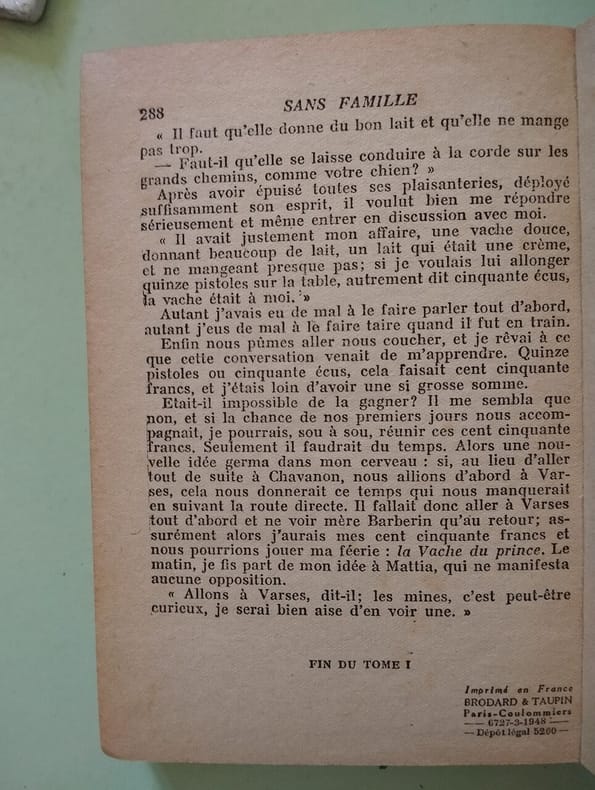 288
SANS FAMILLE
« Il faut qu'elle donne du bon lait et qu'elle ne mange
pas trop.
— Faut-il qu'elle se laisse conduire à la corde sur les
grands chemins, comme votre chien? »
Après avoir épuisé toutes ses plaisanteries, déployé
suffisamment son esprit, il voulut bien me répondre
sérieusement et même entrer en discussion avec moi.
« Il avait justement mon affaire, une vache douce,
donnant beaucoup de lait, un lait qui était une crème,
et ne mangeant presque pas; si je voulais lui allonger
quinze pistoles sur la table, autrement dit cinquante écus,
la vache était à moi. »
Autant j'avais eu de mal à le faire parler tout d'abord,
autant j'eus de mal à le faire taire quand il fut en train.
Enfin nous pûmes aller nous coucher, et je rêvai à ce
que cette conversation venait de m'apprendre. Quinze
pistoles ou cinquante écus, cela faisait cent cinquante
francs, et j'étais loin d'avoir une si grosse somme.
Etait-il impossible de la gagner? Il me sembla que
non, et si la chance de nos premiers jours nous accom-
pagnait, je pourrais, sou à sou, réunir ces cent cinquante
francs. Seulement il faudrait du temps. Alors une nou-
velle idée germa dans mon cerveau : si, au lieu d'aller
tout de suite à Chavanon, nous allions d'abord à Var-
ses, cela nous donnerait ce temps qui nous manquerait
en suivant la route directe. Il fallait donc aller à Varses
tout d'abord et ne voir mère Barberin qu'au retour; as-
surément alors j'aurais mes cent cinquante francs et
nous pourrions jouer ma féerie : la Vache du prince. Le
matin, je fis part de mon idée à Mattia, qui ne manifesta
aucune opposition.
« Allons à Varses, dit-il; les mines, c'est peut-être
curieux, je serai bien aise d'en voir une. »
FIN DU TOME I
Imprimé en France
BRODARD & TAUPIN
Paris-Coulommiers
— 6727-3-1948 —
— Dépôt légal 5260 —